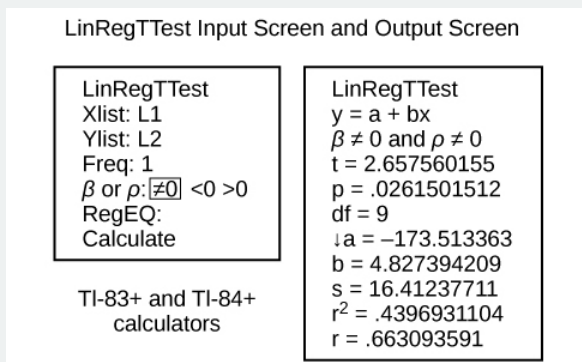 LinRegTTest Input Screen and Output Screen
LinRegTTest
Xlist: L1
Ylist: L2
Freq: 1
β or ρ: ≠0 <0 >0
RegEQ:
Calculate
TI-83+ and TI-84+
calculators
LinRegTTest
y = a + bx
β ≠ 0 and ρ ≠ 0
t = 2.657560155
p = .0261501512
df = 9
↓a = –173.513363
b = 4.827394209
s = 16.41237711
r² = .4396931104
r = .663093591